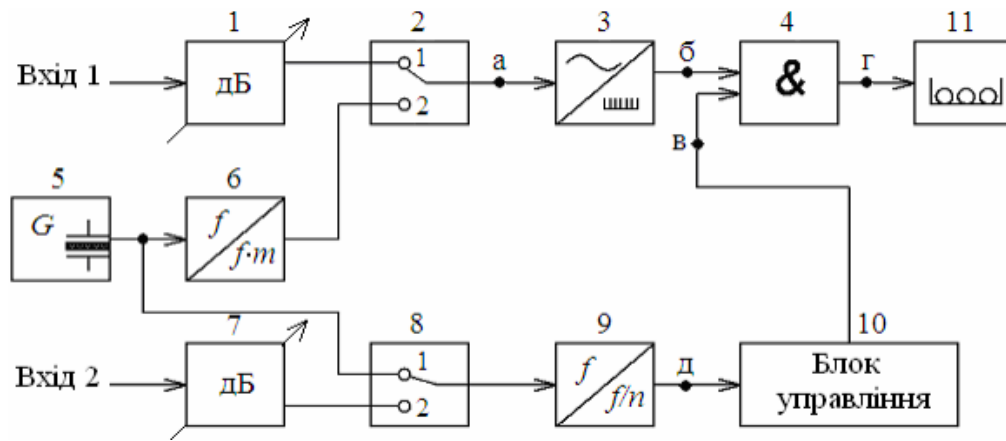 1
2
3
4
11
Вхід 1
дБ
1
2
а
б
&
г
в
5
6
G
f
f·m
7
8
9
10
Вхід 2
дБ
1
2
f
f/n
д
Блок
управління